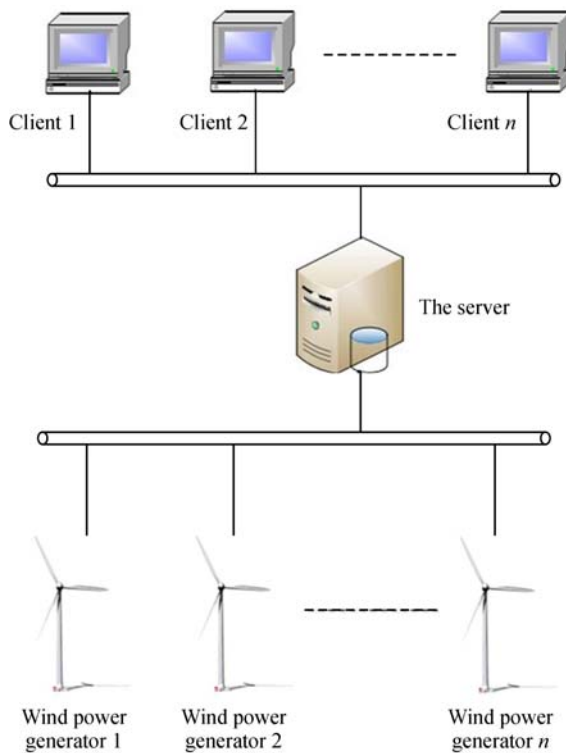 Client 1
Client 2
Client n
The server
Wind power
generator 1
Wind power
generator 2
Wind power
generator n